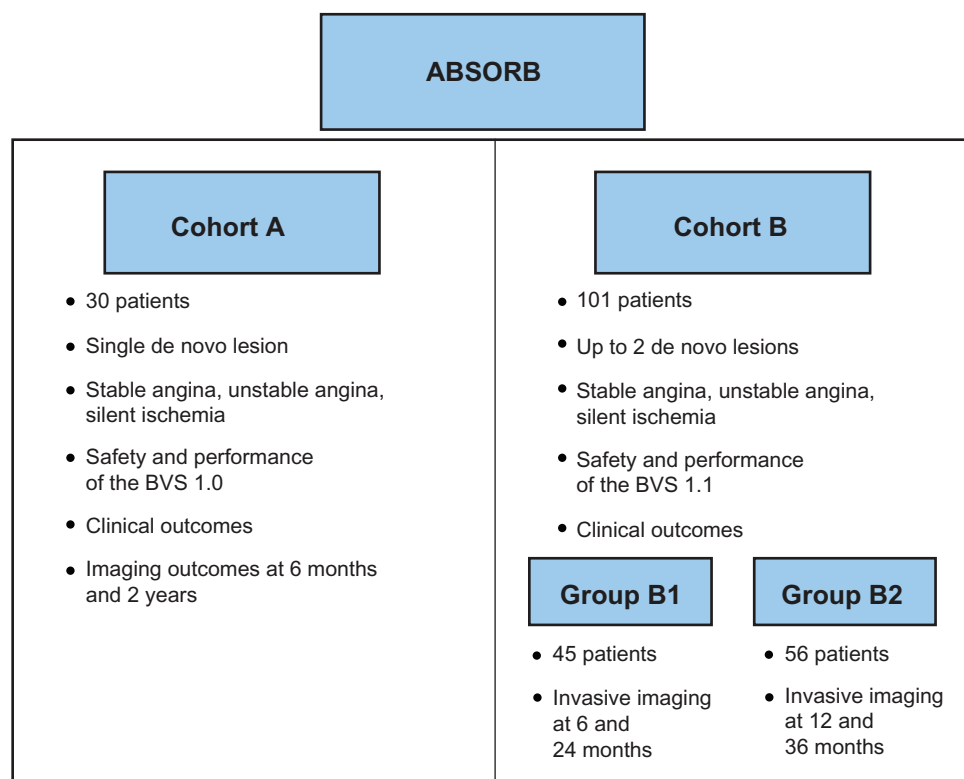 ABSORB
Cohort A
• 30 patients
• Single de novo lesion
• Stable angina, unstable angina,
silent ischemia
• Safety and performance
of the BVS 1.0
• Clinical outcomes
• Imaging outcomes at 6 months
and 2 years
Cohort B
• 101 patients
• Up to 2 de novo lesions
• Stable angina, unstable angina,
silent ischemia
• Safety and performance
of the BVS 1.1
• Clinical outcomes
Group B1
• 45 patients
• Invasive imaging
at 6 and
24 months
Group B2
• 56 patients
• Invasive imaging
at 12 and
36 months